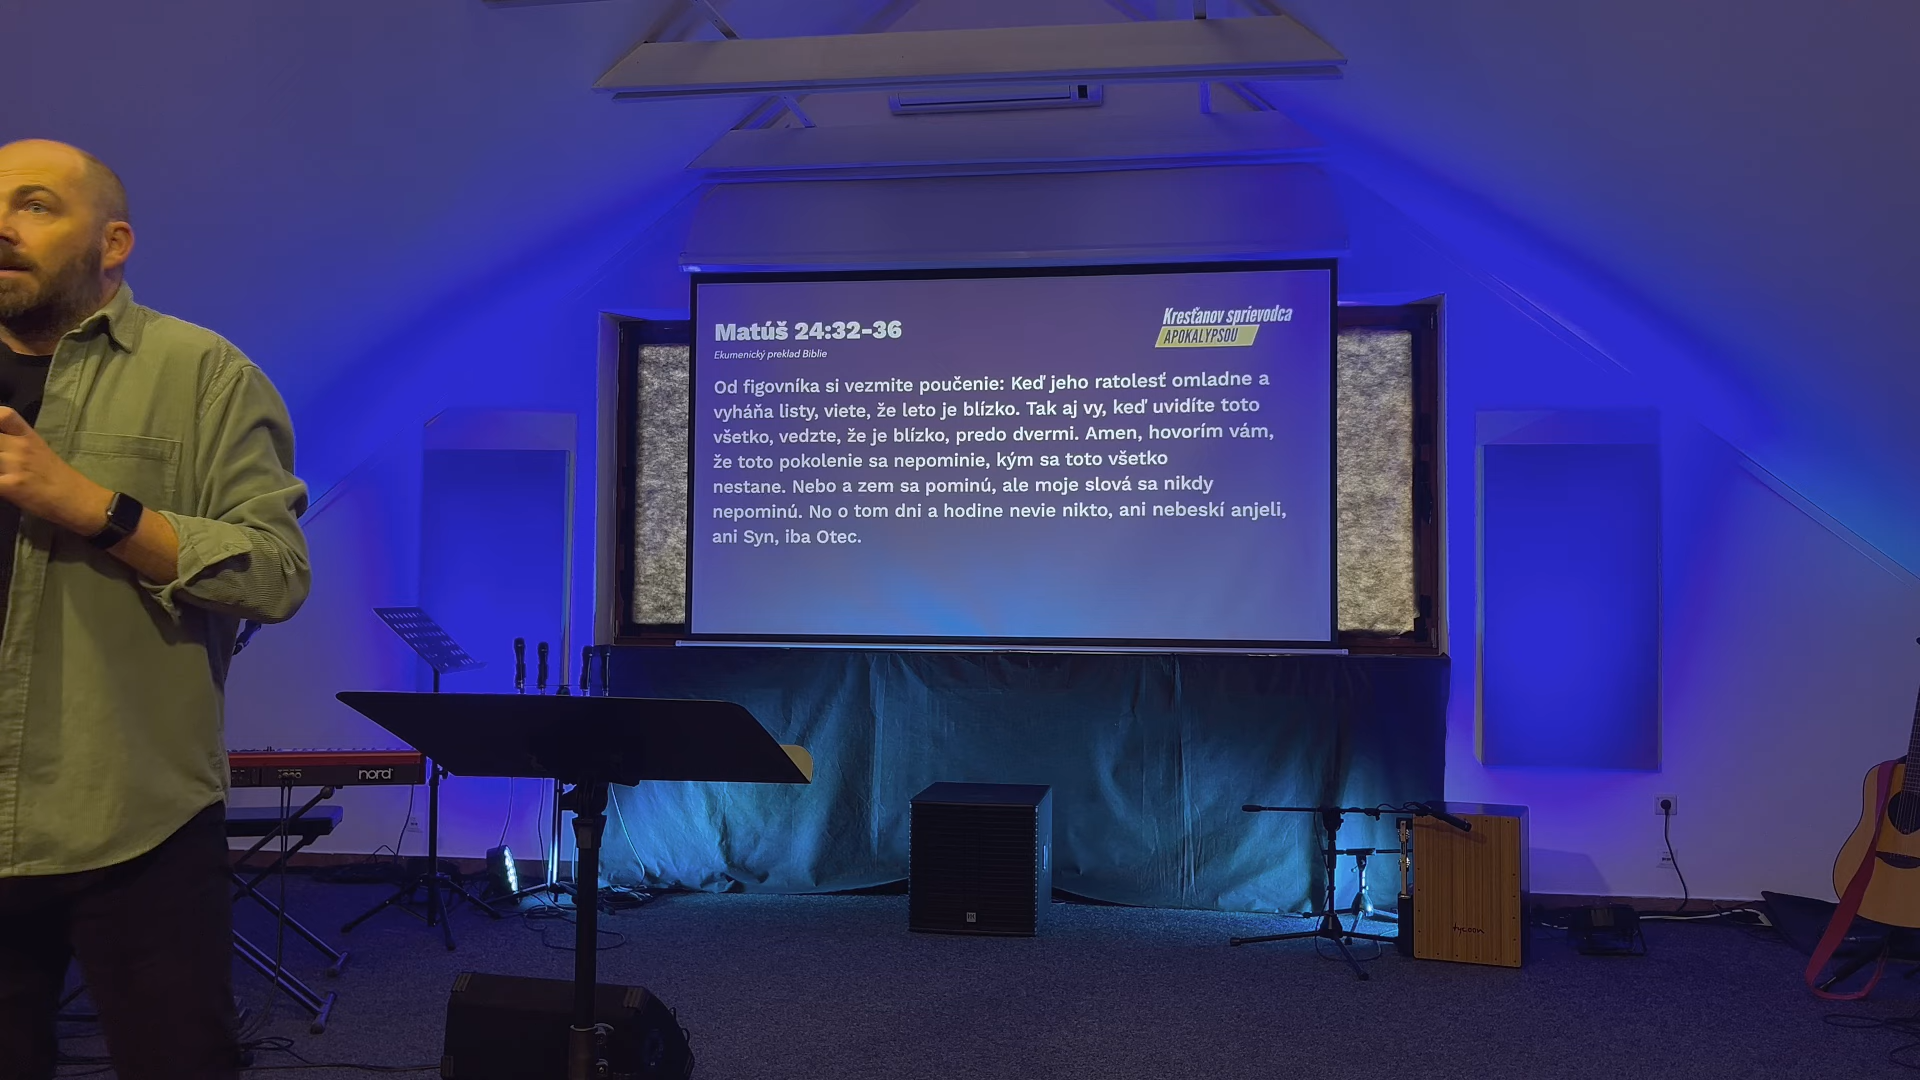 Matúš 24:32-36
Ekumenický preklad Biblie
Kresťanov sprievodca
APOKALYPSOU
Od figovníka si vezmite poučenie: Keď jeho ratolesť omladne a
vyháňa listy, viete, že leto je blízko. Tak aj vy, keď uvidíte toto
všetko, vedzte, že je blízko, predo dvermi. Amen, hovorím vám,
že toto pokolenie sa nepominie, kým sa toto všetko
nestane. Nebo a zem sa pominú, ale moje slová sa nikdy
nepominú. No o tom dni a hodine nevie nikto, ani nebeskí anjeli,
ani Syn, iba Otec.
nord
tycoon